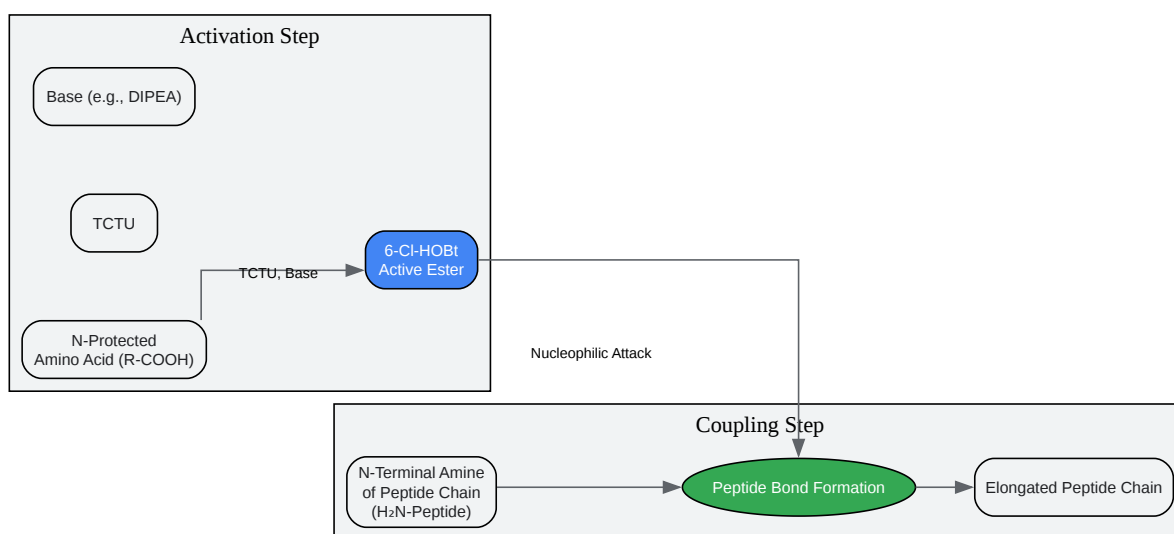 Activation Step
Base (e.g., DIPEA)
TCTU
6-Cl-HOBt
Active Ester
TCTU, Base
N-Protected
Amino Acid (R-COOH)
Nucleophilic Attack
Coupling Step
N-Terminal Amine
of Peptide Chain
(H₂N-Peptide)
Peptide Bond Formation
Elongated Peptide Chain